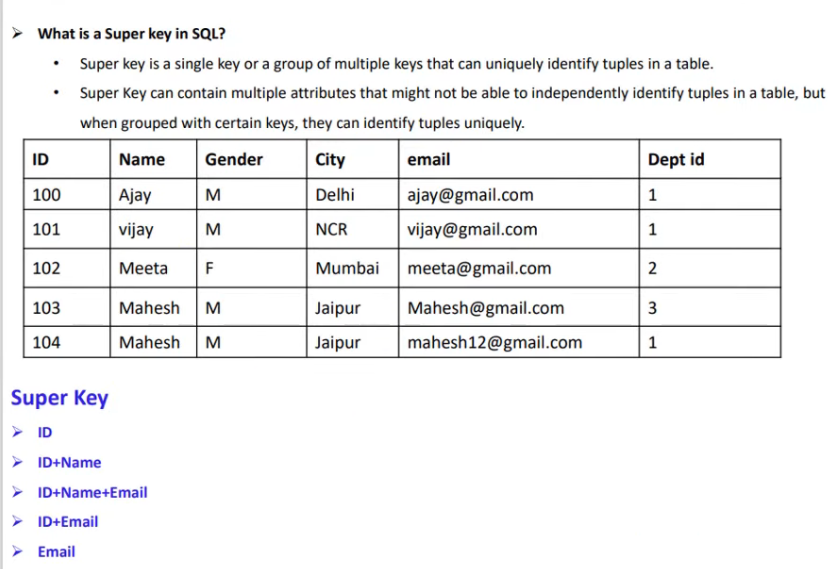 ➢ What is a Super key in SQL?
• Super key is a single key or a group of multiple keys that can uniquely identify tuples in a table.
• Super Key can contain multiple attributes that might not be able to independently identify tuples in a table, but
when grouped with certain keys, they can identify tuples uniquely.
ID Name Gender City email Dept id
100 Ajay M Delhi ajay@gmail.com 1
101 vijay M NCR vijay@gmail.com 1
102 Meeta F Mumbai meeta@gmail.com 2
103 Mahesh M Jaipur Mahesh@gmail.com 3
104 Mahesh M Jaipur mahesh12@gmail.com 1
Super Key
➢ ID
➢ ID+Name
➢ ID+Name+Email
➢ ID+Email
➢ Email